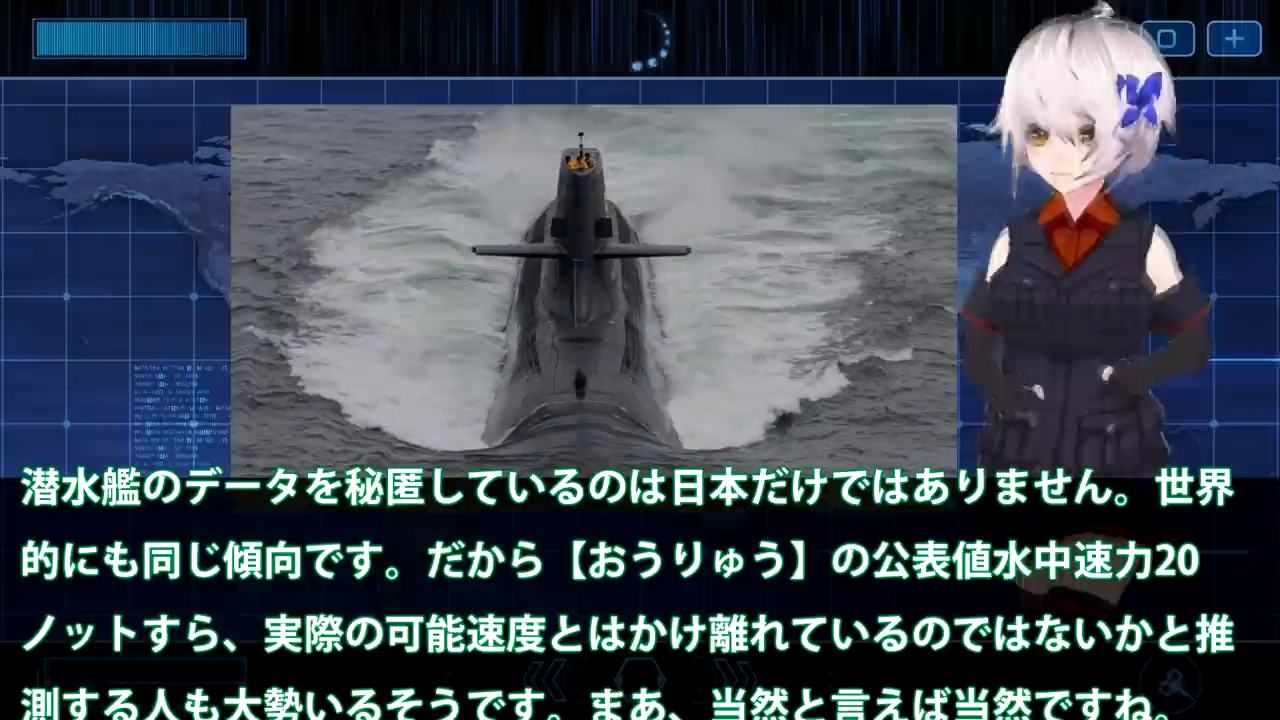 潜水艦のデータを秘匿しているのは日本だけではありません。世界
的にも同じ傾向です。だから【おうりゅう】の公表値水中速力20
ノットすら、実際の可能速度とはかけ離れているのではないかと推
測する人も大勢いるそうです。まあ、当然と言えば当然ですね。